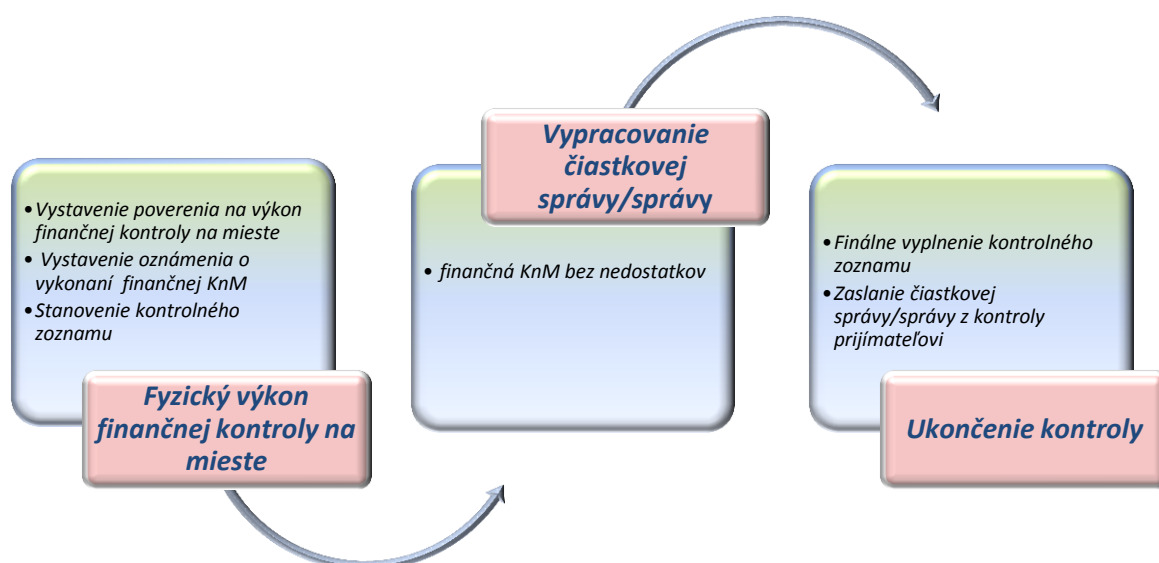 •Vystavenie poverenia na výkon
finančnej kontroly na mieste
• Vystavenie oznámenia o
vykonaní finančnej KnM
•Stanovenie kontrolného
zoznamu
Fyzický výkon
finančnej kontroly na
mieste
Vypracovanie
čiastkovej
správy/správy
• finančná KnM bez nedostatkov
•Finálne vyplnenie kontrolného
zoznamu
•Zaslanie čiastkovej
správy/správy z kontroly
prijímateľovi
Ukončenie kontroly